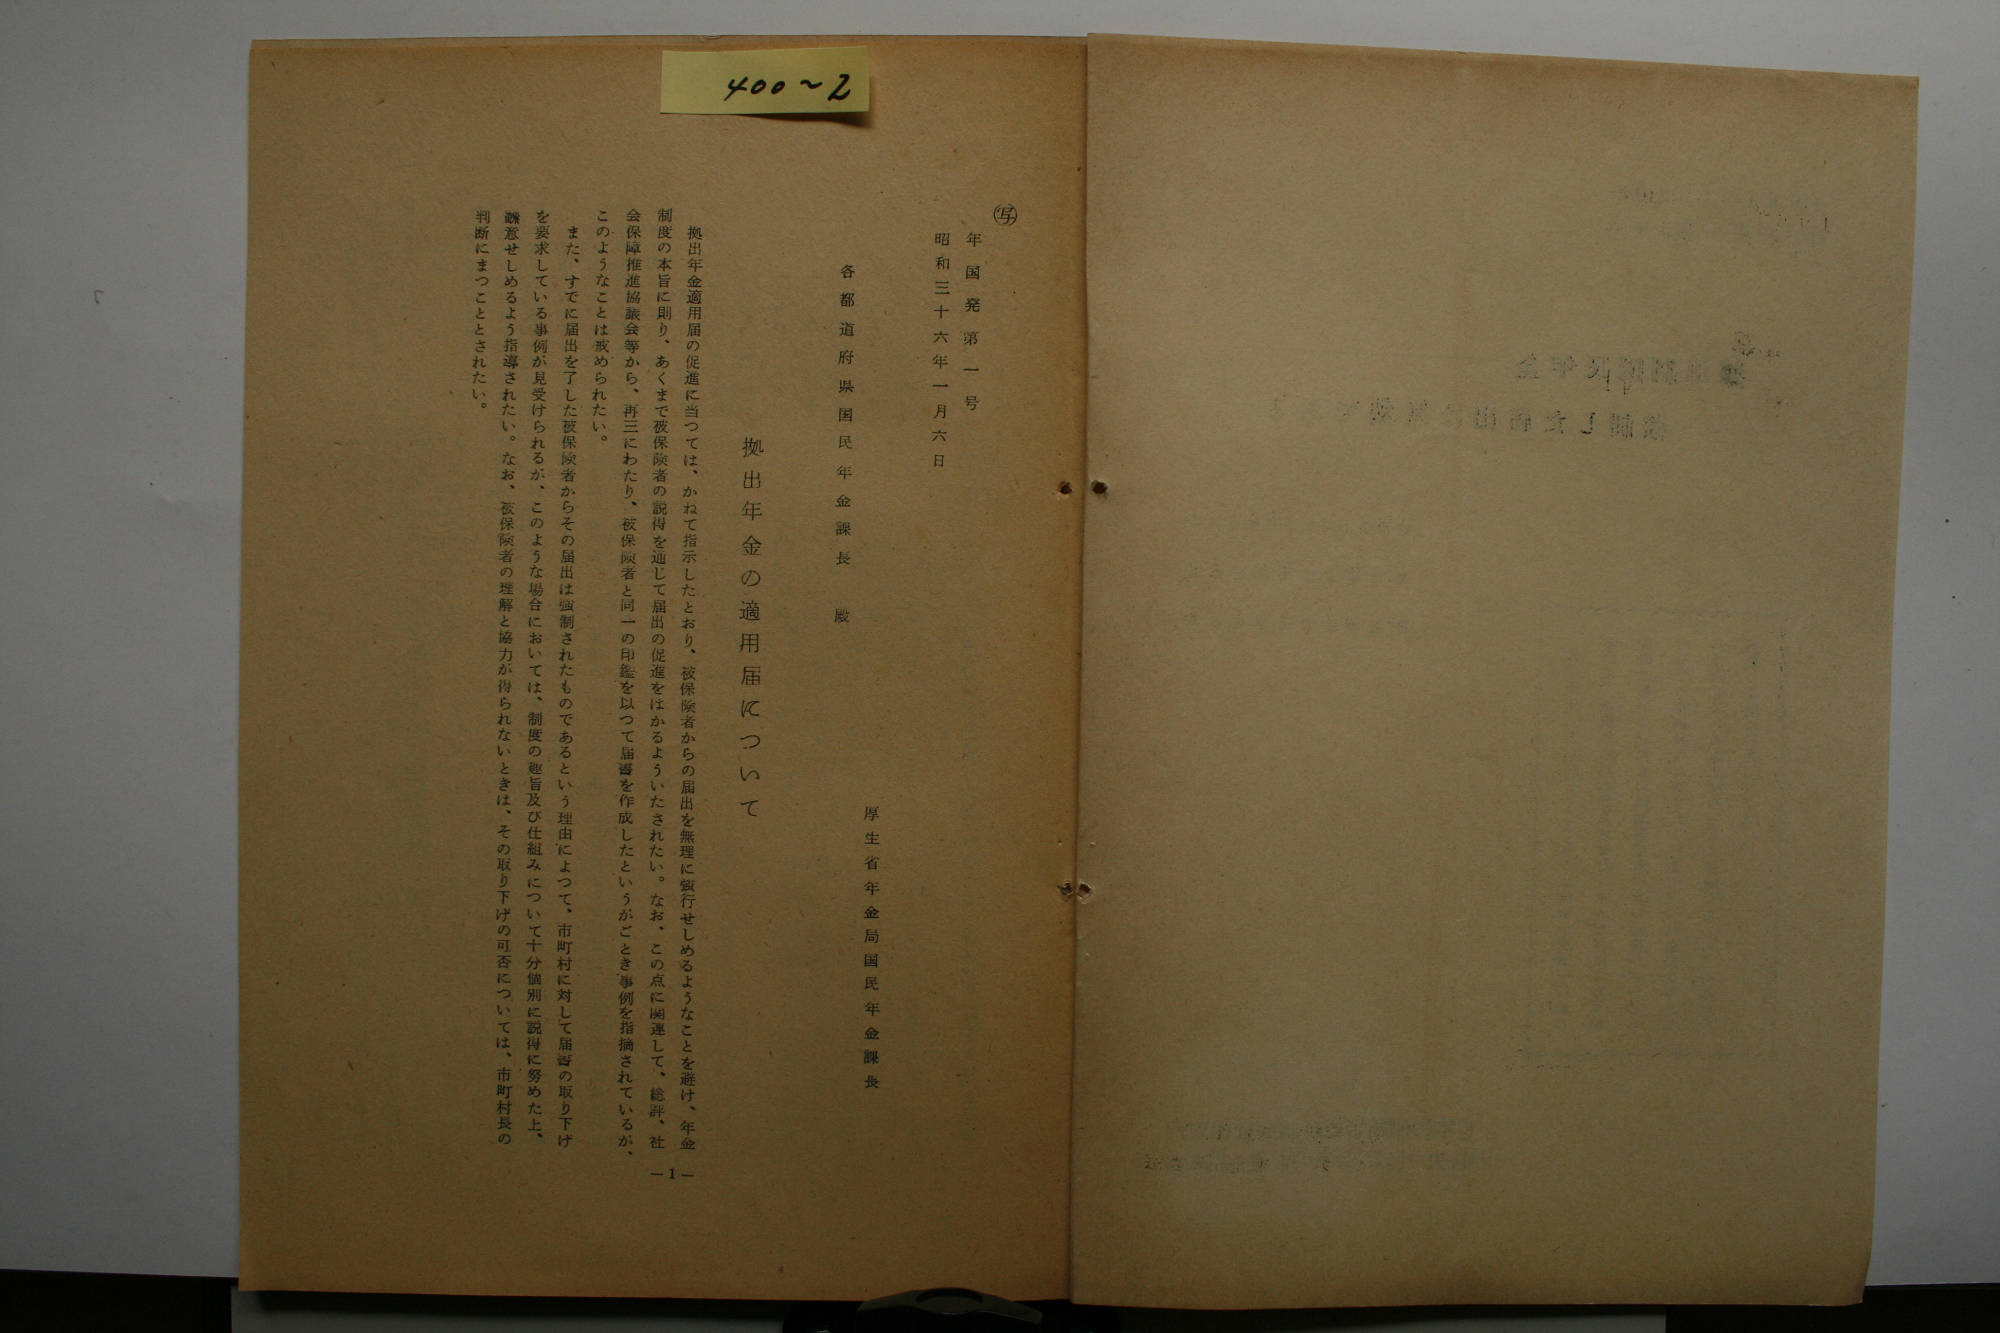 400～2
写
年国発第一号
昭和三十六年一月六日
厚生省年金局国民年金課長
各都道府県国民年金課長 殿
拠出年金の適用届について
拠出年金適用届の促進に当つては、かねて指示したとおり、被保険者からの届出を無理に強行せしめるようなことを避け、年金
制度の本旨に則り、あくまで被保険者の説得を通じて届出の促進をはかるよういたされたい。なお、この点に関連して、総評、社
会保障推進協議会等から、再三にわたり、被保険者と同一の印鑑を以つて届書を作成したというがごとき事例を指摘されているが、
このようなことは戒められたい。
また、すでに届出を了した被保険者からその届出は強制されたものであるという理由によつて、市町村に対して届書の取り下げ
を要求している事例が見受けられるが、このような場合においては、制度の趣旨及び仕組みについて十分個別に説得に努めた上、
飜意せしめるよう指導されたい。なお、被保険者の理解と協力が得られないときは、その取り下げの可否については、市町村長の
判断にまつこととされたい。
—1—